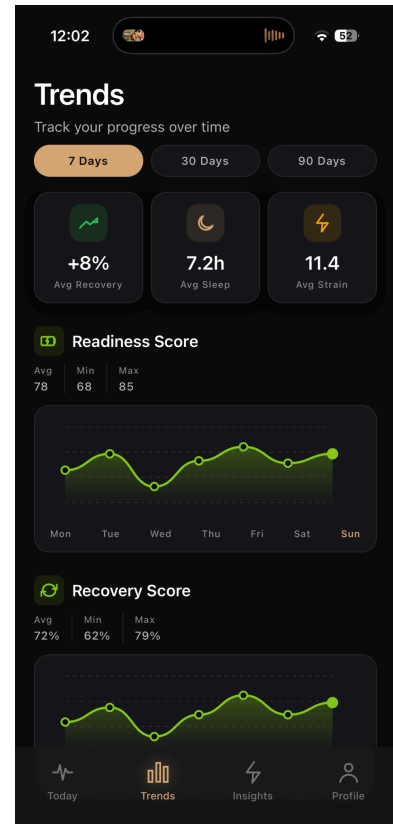 12:02
52
Trends
Track your progress over time
7 Days 30 Days 90 Days
+8% 7.2h 11.4
Avg Recovery Avg Sleep Avg Strain
Readiness Score
Avg Min Max
78 68 85
Mon Tue Wed Thu Fri Sat Sun
Recovery Score
Avg Min Max
72% 62% 79%
Today Trends Insights Profile